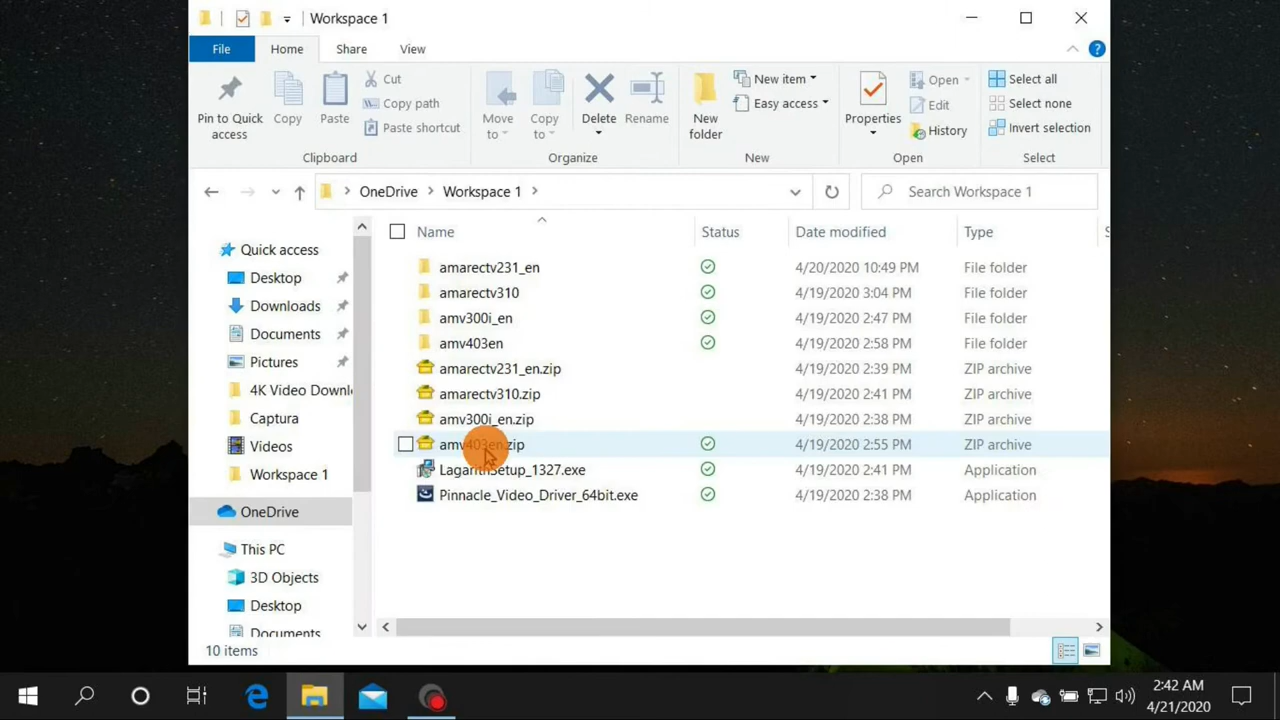 Workspace 1
File Home Share View
Pin to Quick access
Copy
Paste
Cut
Copy path
Paste shortcut
Clipboard
Move to
Copy to
Delete
Rename
Organize
New folder
New item
Easy access
New
Properties
Open
Edit
History
Open
Select all
Select none
Invert selection
Select
OneDrive Workspace 1
Search Workspace 1
Quick access
Desktop
Downloads
Documents
Pictures
4K Video Downl
Captura
Videos
Workspace 1
OneDrive
This PC
3D Objects
Desktop
Documents
Name Status Date modified Type
amarectv231_en 4/20/2020 10:49 PM File folder
amarectv310 4/19/2020 3:04 PM File folder
amv300i_en 4/19/2020 2:47 PM File folder
amv403en 4/19/2020 2:58 PM File folder
amarectv231_en.zip 4/19/2020 2:39 PM ZIP archive
amarectv310.zip 4/19/2020 2:41 PM ZIP archive
amv300i_en.zip 4/19/2020 2:38 PM ZIP archive
amv403en.zip 4/19/2020 2:55 PM ZIP archive
LagarithSetup_1327.exe 4/19/2020 2:41 PM Application
Pinnacle_Video_Driver_64bit.exe 4/19/2020 2:38 PM Application
10 items
2:42 AM
4/21/2020